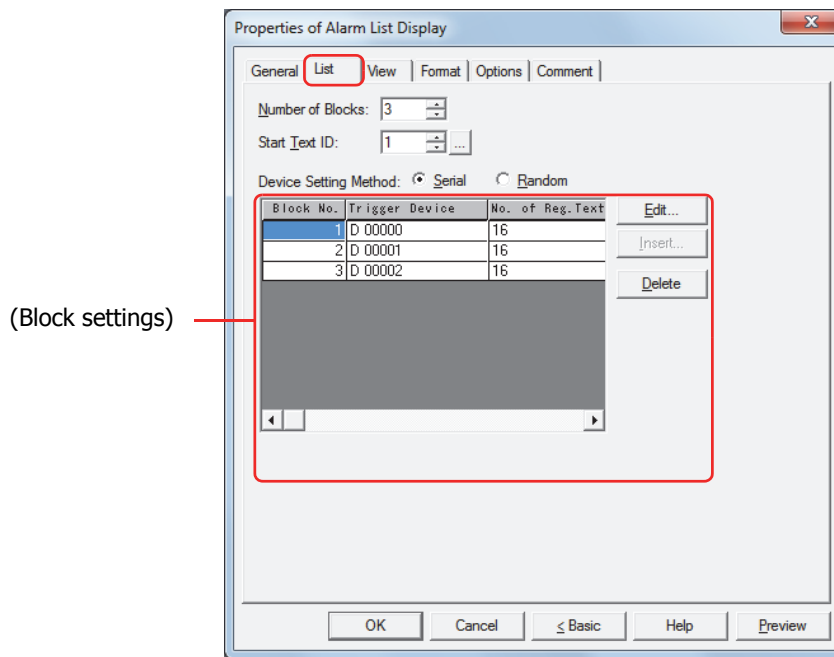 Properties of Alarm List Display
x
General List View Format Options Comment
Number of Blocks: 3
Start Text ID: 1 ...
Device Setting Method: Serial Random
Block No. Trigger Device No. of Reg.Text
1 D 00000 16
2 D 00001 16
3 D 00002 16
Edit...
Insert...
Delete
(Block settings)
OK Cancel < Basic Help Preview